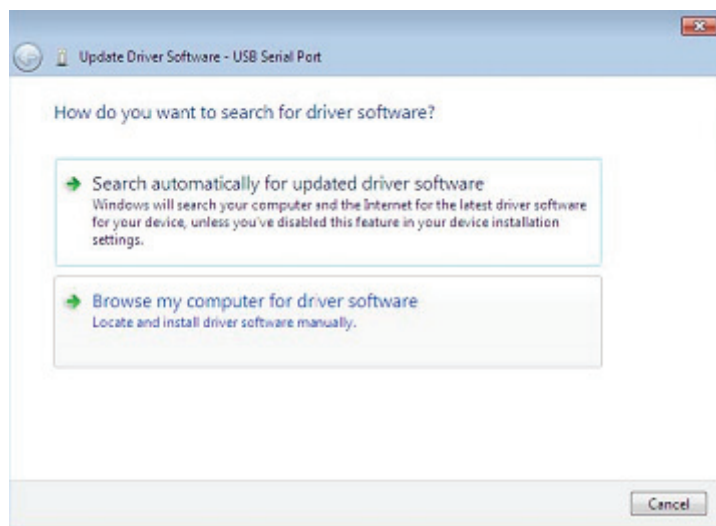 Update Driver Software - USB Serial Port
How do you want to search for driver software?
Search automatically for updated driver software
Windows will search your computer and the Internet for the latest driver software
for your device, unless you've disabled this feature in your device installation
settings.
Browse my computer for driver software
Locate and install driver software manually.
Cancel